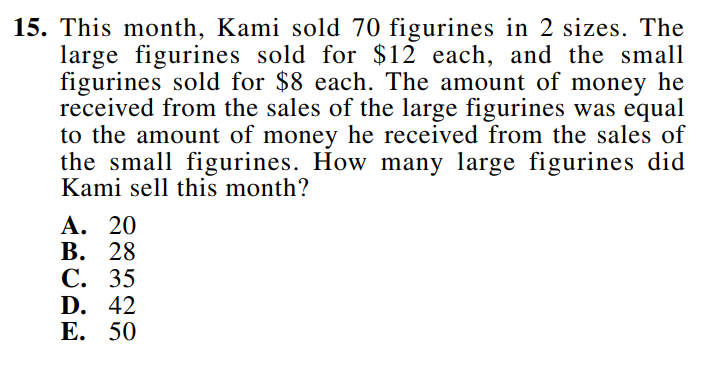 15. This month, Kami sold 70 figurines in 2 sizes. The
large figurines sold for $12 each, and the small
figurines sold for $8 each. The amount of money he
received from the sales of the large figurines was equal
to the amount of money he received from the sales of
the small figurines. How many large figurines did
Kami sell this month?
A. 20
B. 28
C. 35
D. 42
E. 50